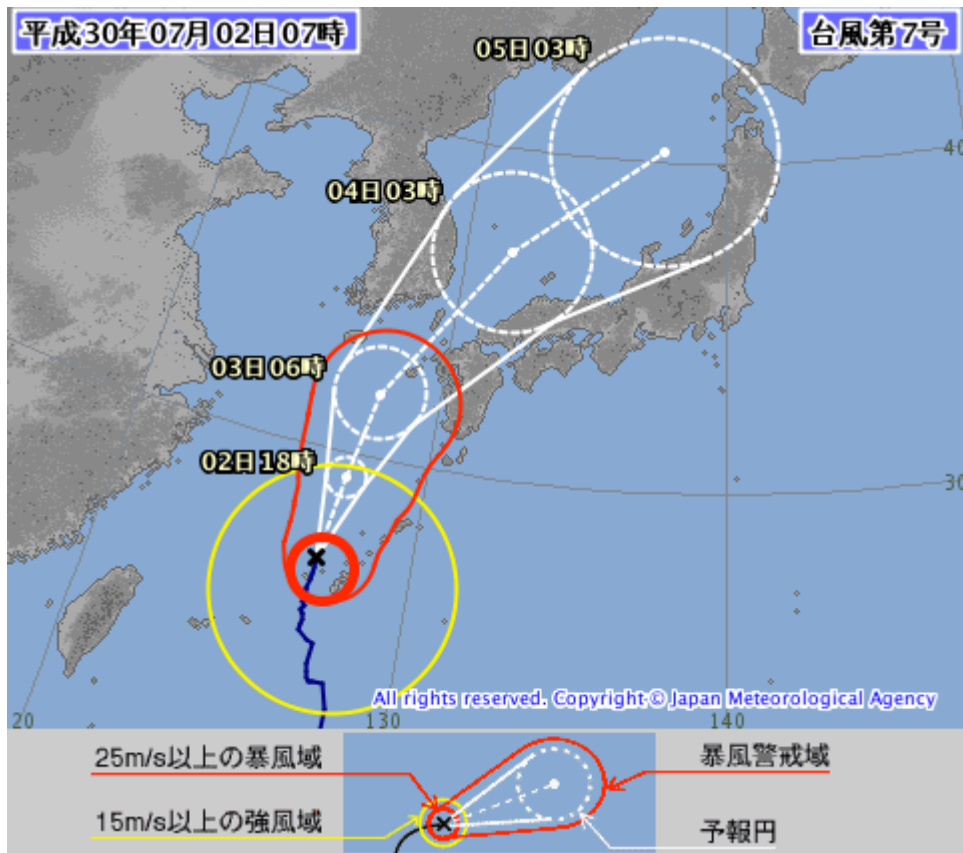 平成30年07月02日07時
台風第7号
05日03時
40
04日03時
03日06時
02日18時
30
All rights reserved. Copyright © Japan Meteorological Agency
20
130
140
25m/s以上の暴風域
暴風警戒域
15m/s以上の強風域
予報円